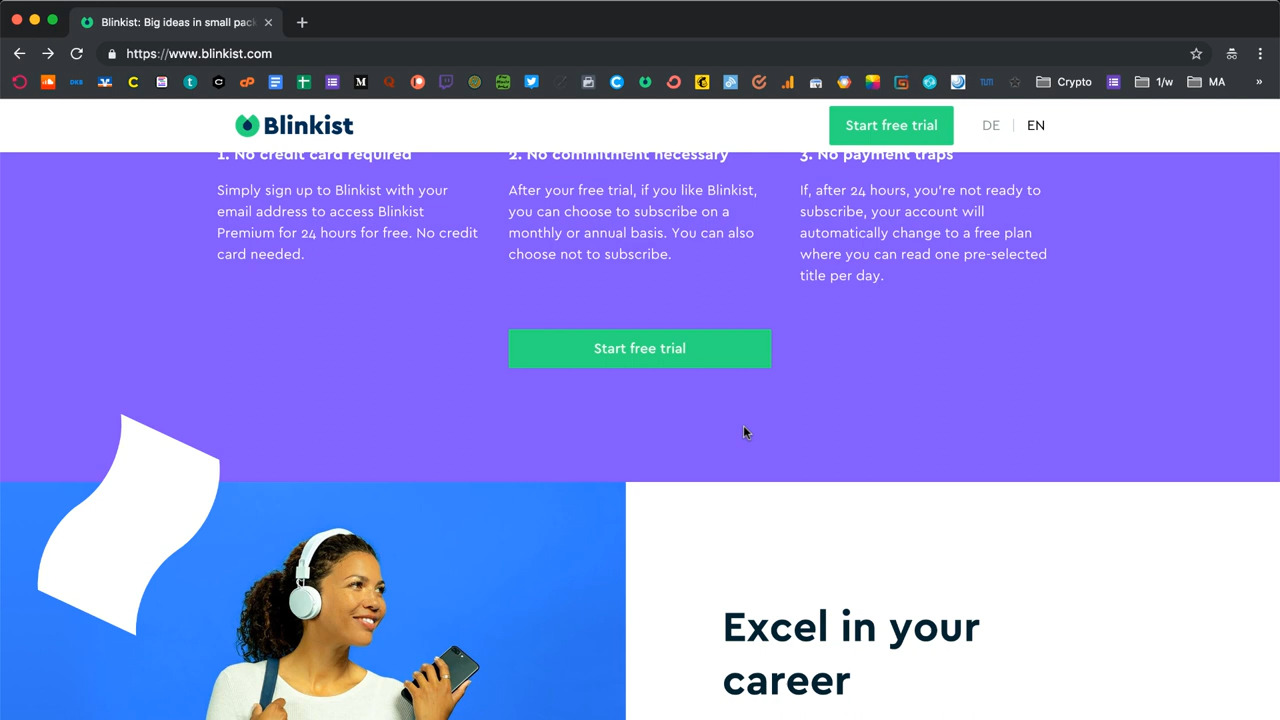 Blinkist: Big ideas in small pack
https://www.blinkist.com
Crypto
1/w
MA
»
Blinkist
Start free trial
DE
EN
1. No credit card required
2. No commitment necessary
3. No payment traps
Simply sign up to Blinkist with your
email address to access Blinkist
Premium for 24 hours for free. No credit
card needed.
After your free trial, if you like Blinkist,
you can choose to subscribe on a
monthly or annual basis. You can also
choose not to subscribe.
If, after 24 hours, you're not ready to
subscribe, your account will
automatically change to a free plan
where you can read one pre-selected
title per day.
Start free trial
Excel in your
career